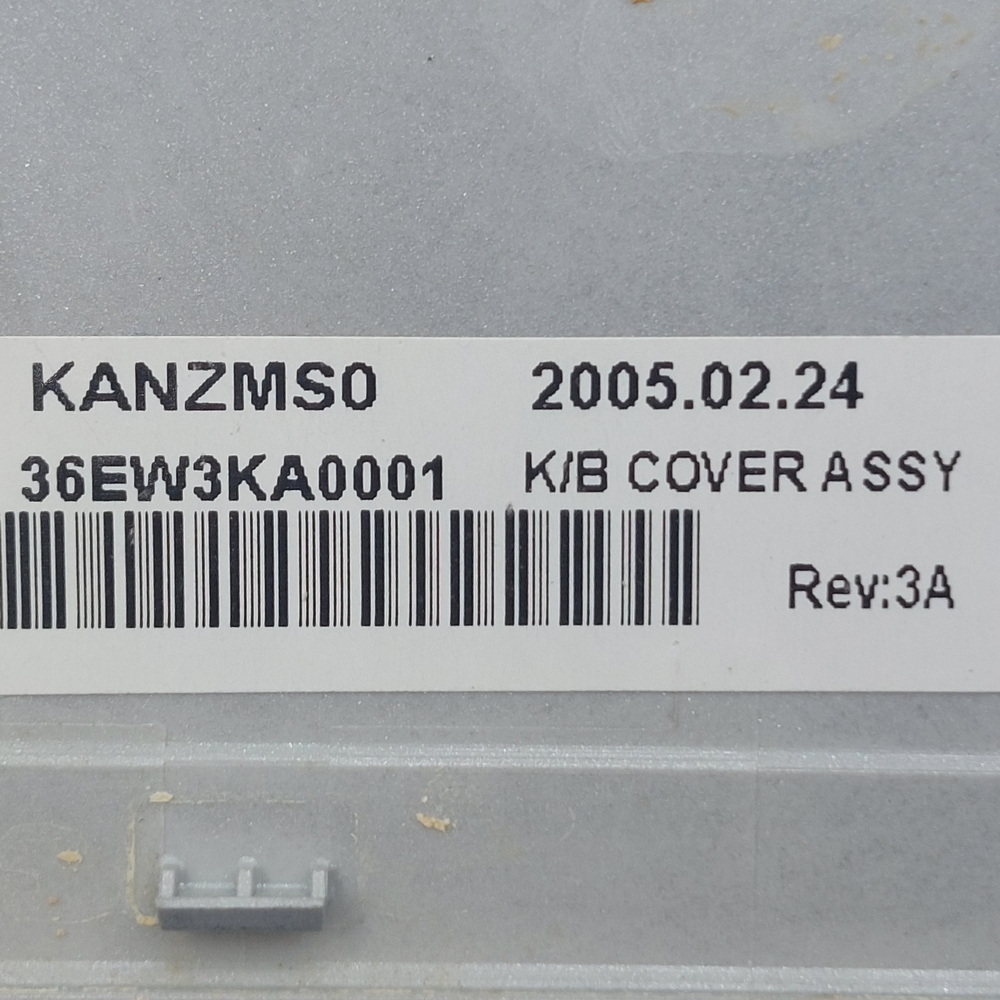 KANZMS0 2005.02.24
36EW3KA0001 K/B COVER ASSY
Rev:3A